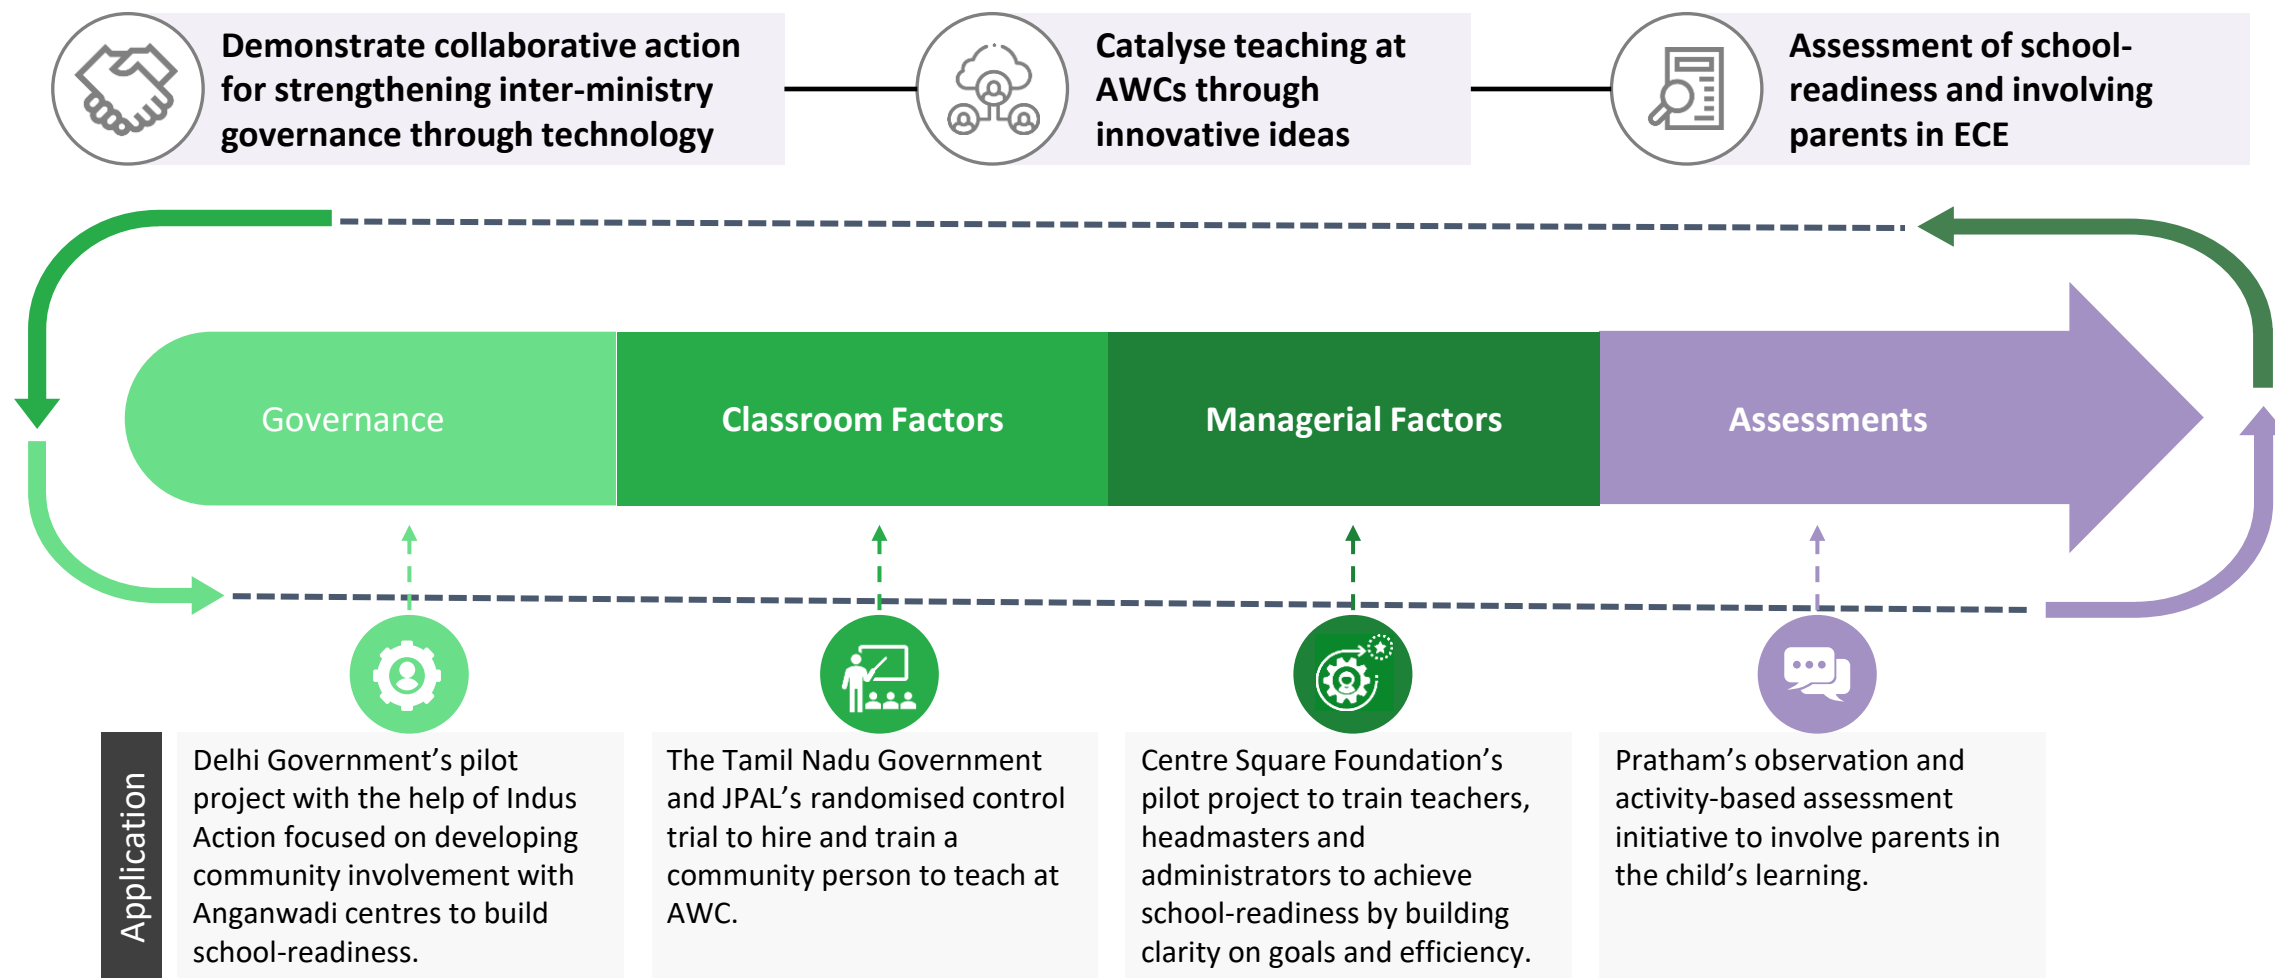 Demonstrate collaborative action
for strengthening inter-ministry
governance through technology
Catalyse teaching at
AWCs through
innovative ideas
Assessment of school-
readiness and involving
parents in ECE
Governance
Classroom Factors
Managerial Factors
Assessments
Application
Delhi Government’s pilot
project with the help of Indus
Action focused on developing
community involvement with
Anganwadi centres to build
school-readiness.
The Tamil Nadu Government
and JPAL’s randomised control
trial to hire and train a
community person to teach at
AWC.
Centre Square Foundation’s
pilot project to train teachers,
headmasters and
administrators to achieve
school-readiness by building
clarity on goals and efficiency.
Pratham’s observation and
activity-based assessment
initiative to involve parents in
the child’s learning.